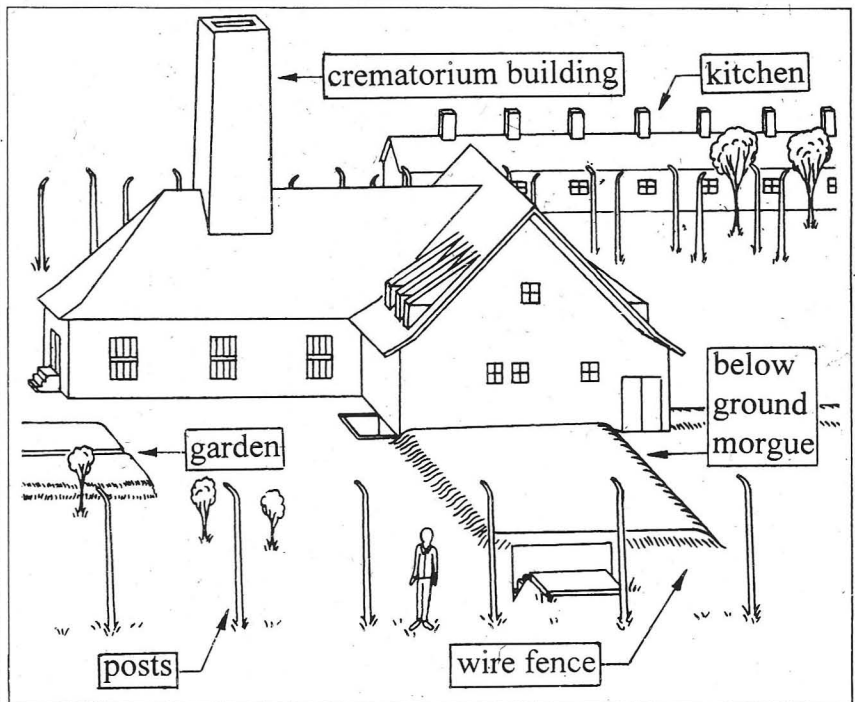 crematorium building
kitchen
below
ground
morgue
garden
posts
wire fence